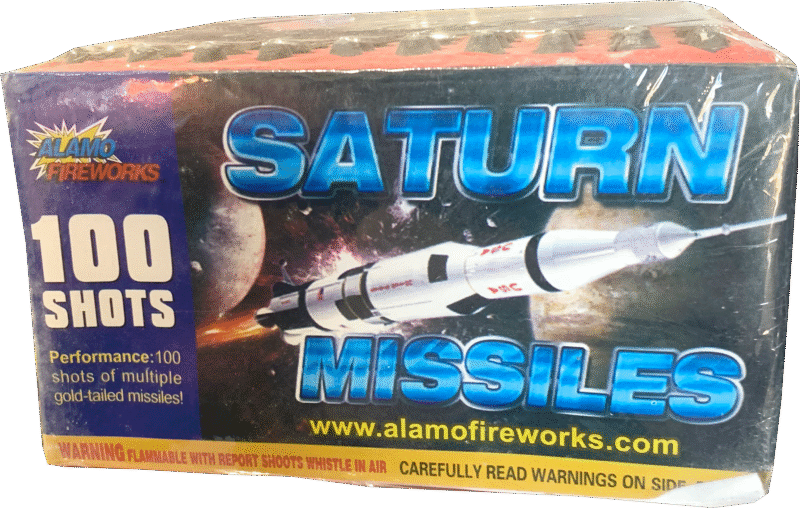 SATURN
ALAMO
FIREWORKS
100
SHOTS
Performance:100
shots of multiple
gold-tailed missiles!
MISSILES
www.alamofireworks.com
WARNING FLAMMABLE WITH REPORT SHOOTS WHISTLE IN AIR
CAREFULLY READ WARNINGS ON SIDE